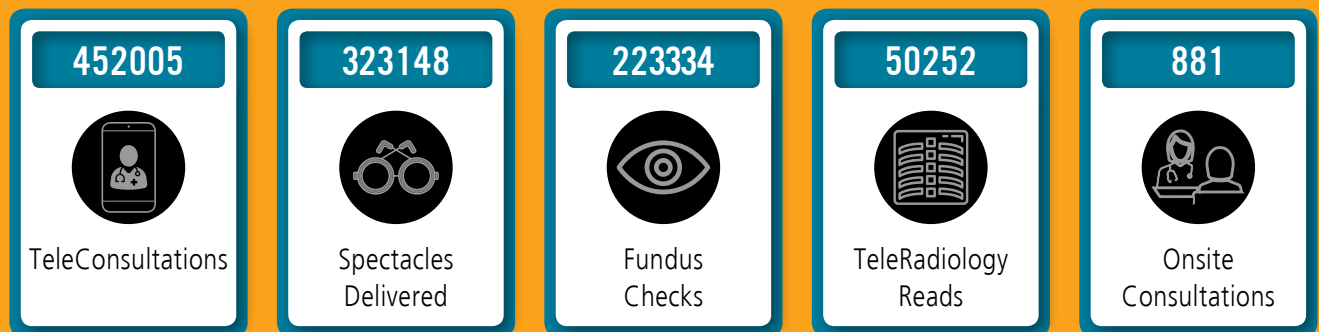 452005
TeleConsultations
323148
Spectacles
Delivered
223334
Fundus
Checks
50252
TeleRadiology
Reads
881
Onsite
Consultations